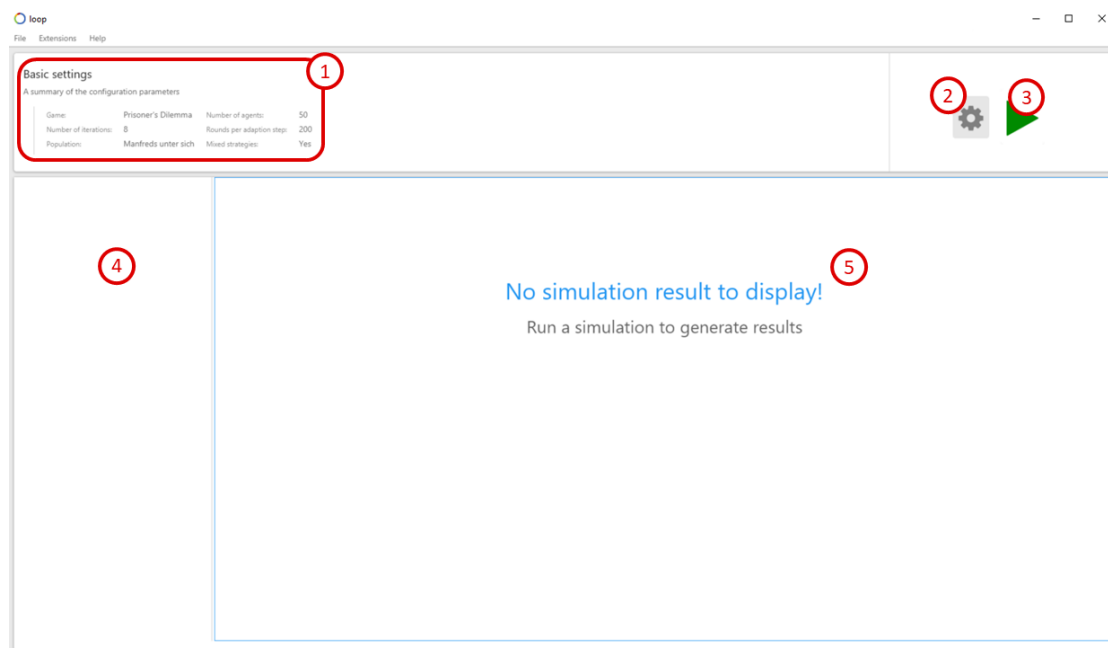 loop
File Extensions Help
Basic settings
1
A summary of the configuration parameters
2
3
Game: Prisoner's Dilemma Number of agents: 50
Number of iterations: 8 Rounds per adaption step: 200
Population: Manfreds unter sich Mixed strategies: Yes
4
5
No simulation result to display!
Run a simulation to generate results